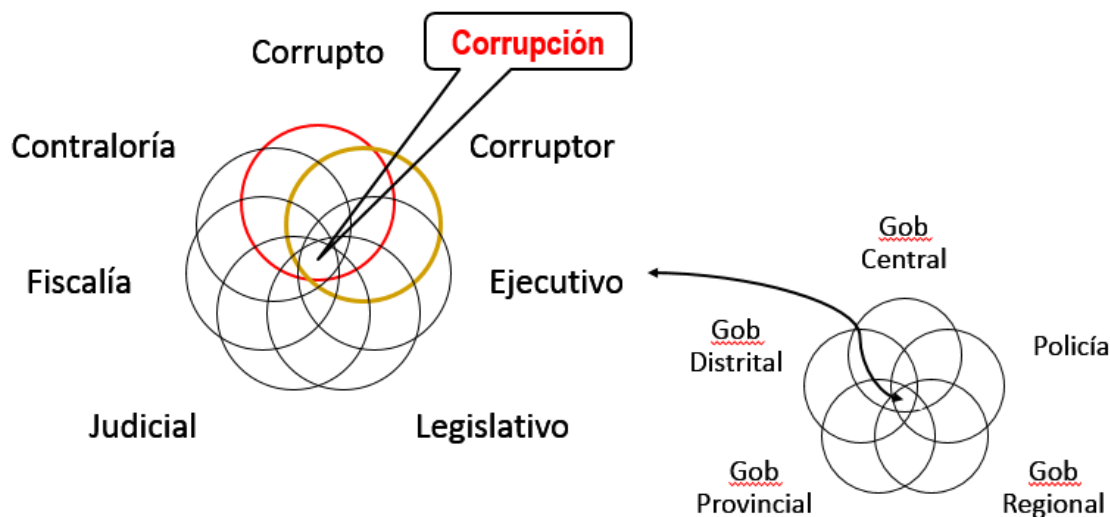 Corrupto
Corrupción
Contraloría
Corruptor
Fiscalía
Ejecutivo
Judicial
Legislativo
Gob
Central
Gob
Distrital
Policía
Gob
Provincial
Gob
Regional